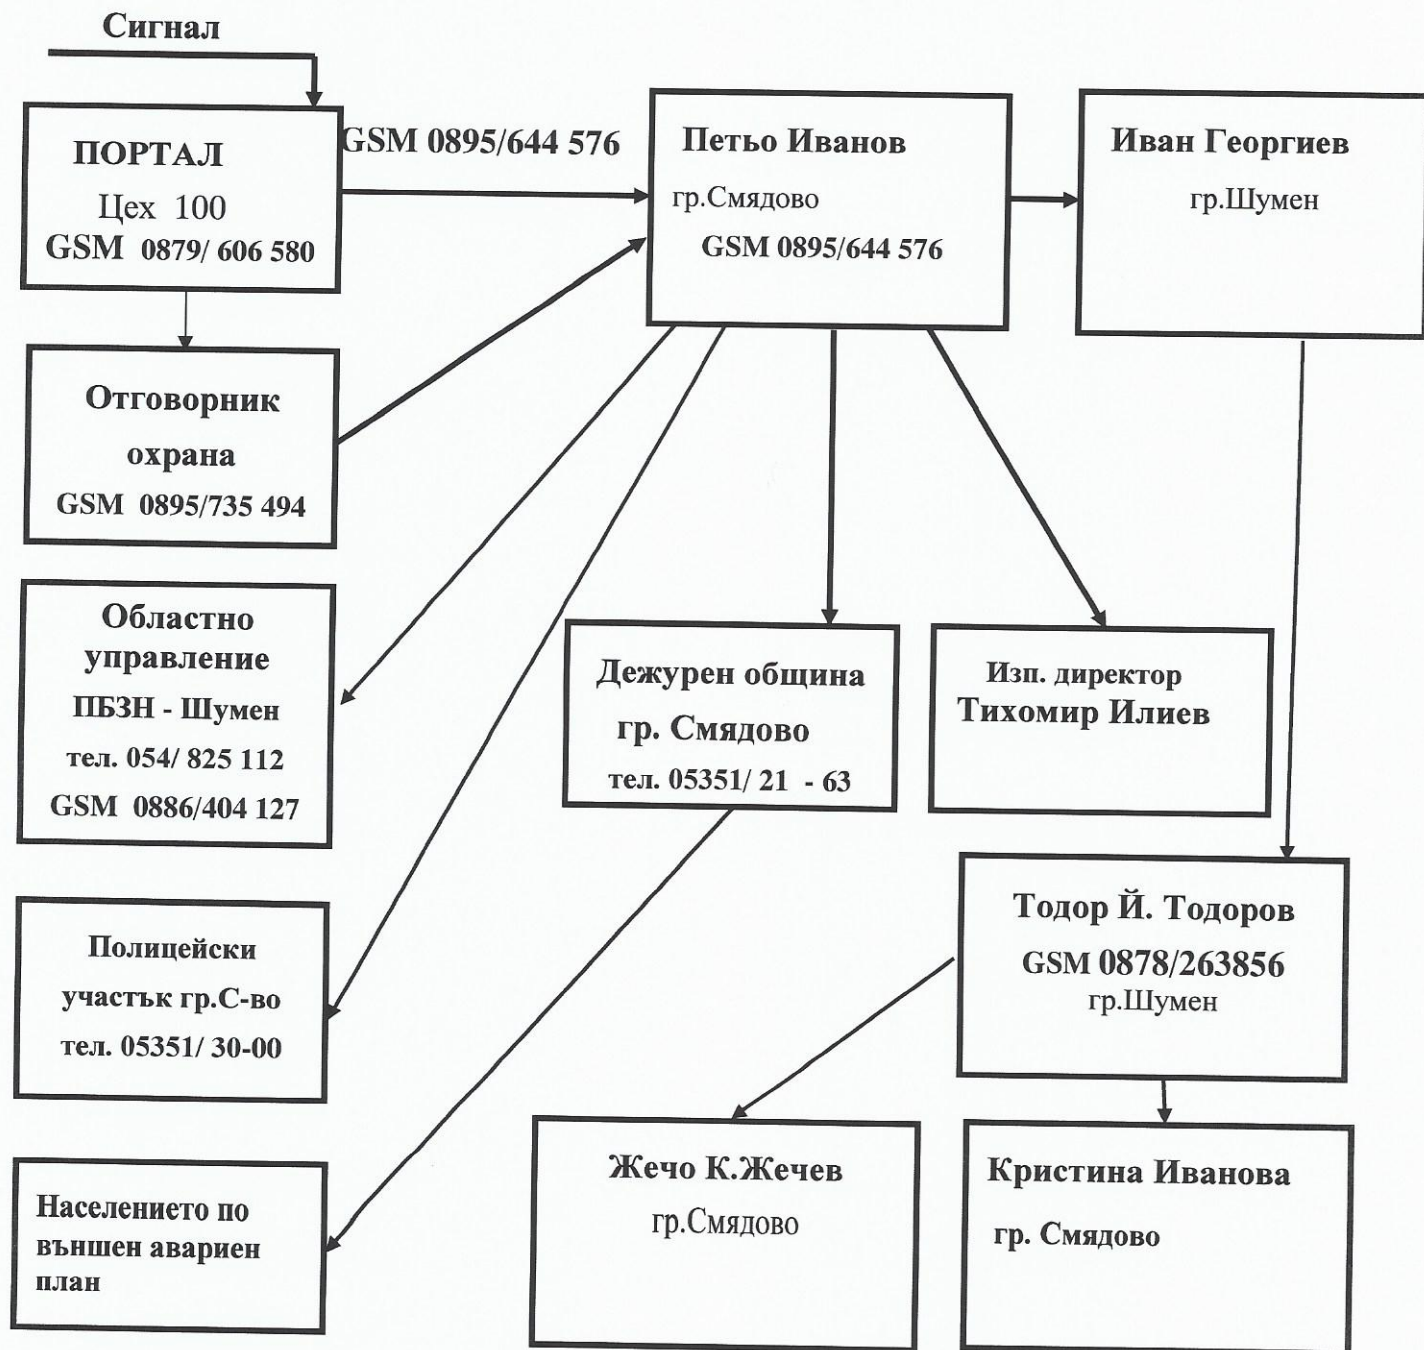 Сигнал
ПОРТАЛ
Цех 100
GSM 0879/ 606 580
GSM 0895/644 576
Петьо Иванов
гр.Смядово
GSM 0895/644 576
Иван Георгиев
гр.Шумен
Отговорник
охрана
GSM 0895/735 494
Областно
управление
ПБЗН - Шумен
тел. 054/ 825 112
GSM 0886/404 127
Дежурен община
гр. Смядово
тел. 05351/ 21 - 63
Изп. директор
Тихомир Илиев
Полицейски
участък гр.С-во
тел. 05351/ 30-00
Тодор Й. Тодоров
GSM 0878/263856
гр.Шумен
Населението по
външен авариен
план
Жечо К.Жечев
гр.Смядово
Кристина Иванова
гр. Смядово